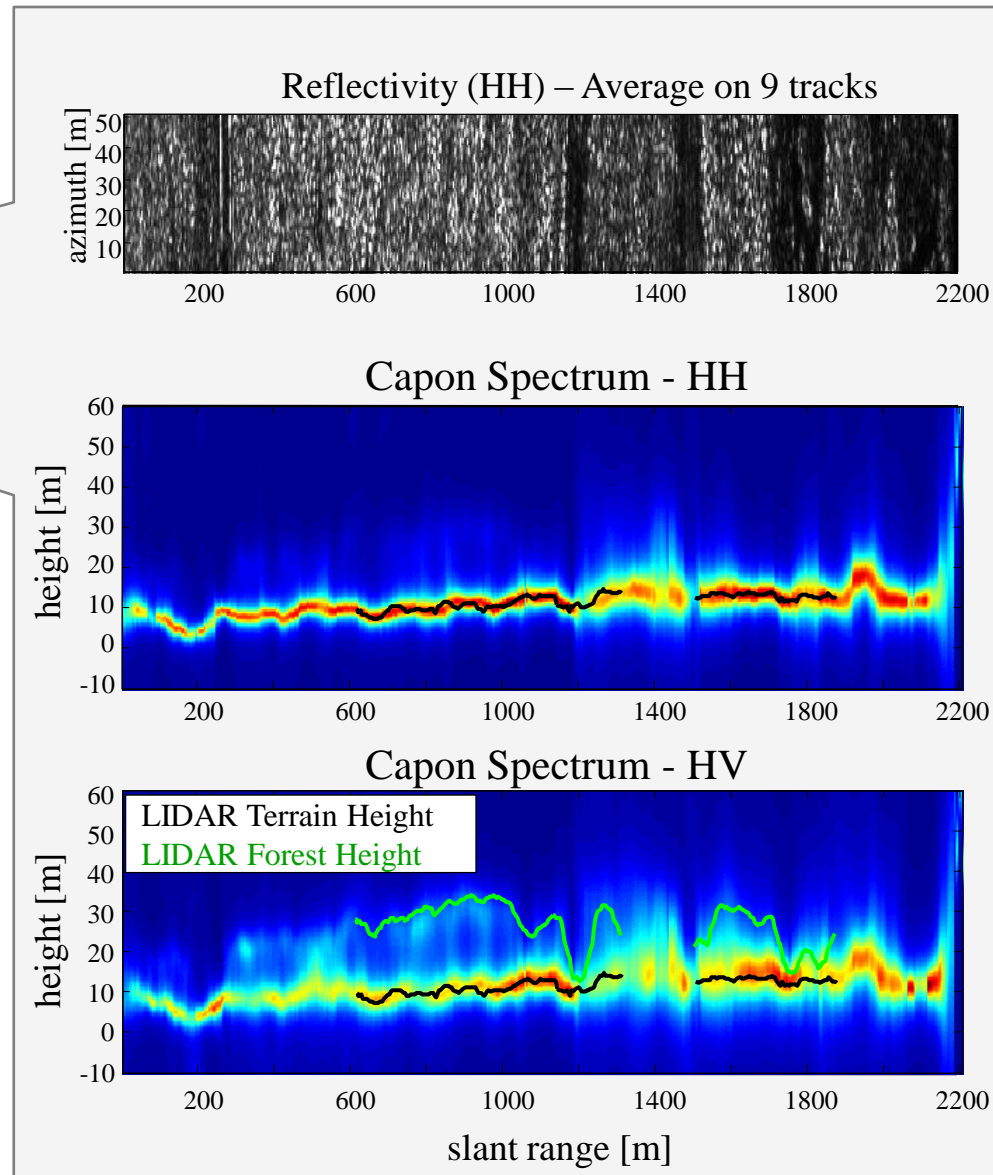 Reflectivity (HH) – Average on 9 tracks
azimuth [m]
50
40
30
20
10
200 600 1000 1400 1800 2200
Capon Spectrum - HH
height [m]
60
50
40
30
20
10
0
-10
200 600 1000 1400 1800 2200
Capon Spectrum - HV
height [m]
60
50
40
30
20
10
0
-10
LIDAR Terrain Height
LIDAR Forest Height
200 600 1000 1400 1800 2200
slant range [m]